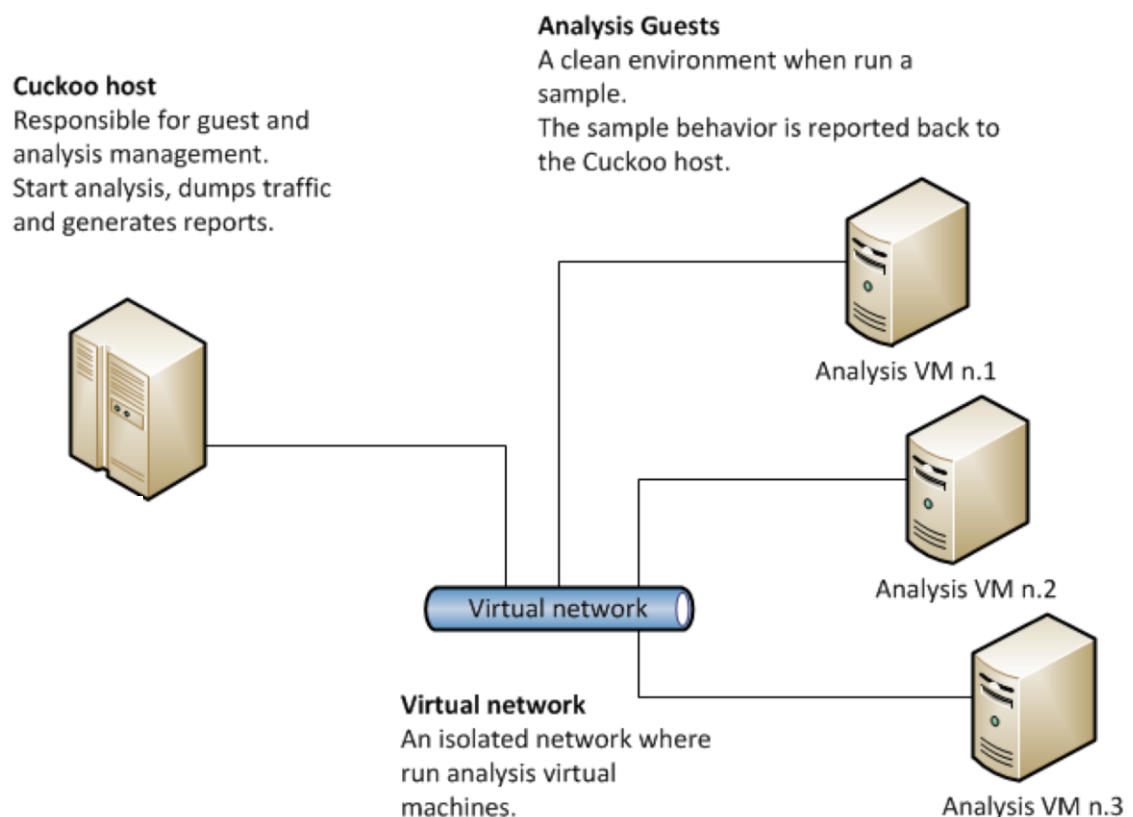 Cuckoo host
Responsible for guest and
analysis management.
Start analysis, dumps traffic
and generates reports.
Analysis Guests
A clean environment when run a
sample.
The sample behavior is reported back to
the Cuckoo host.
Analysis VM n.1
Analysis VM n.2
Virtual network
Virtual network
An isolated network where
run analysis virtual
machines.
Analysis VM n.3